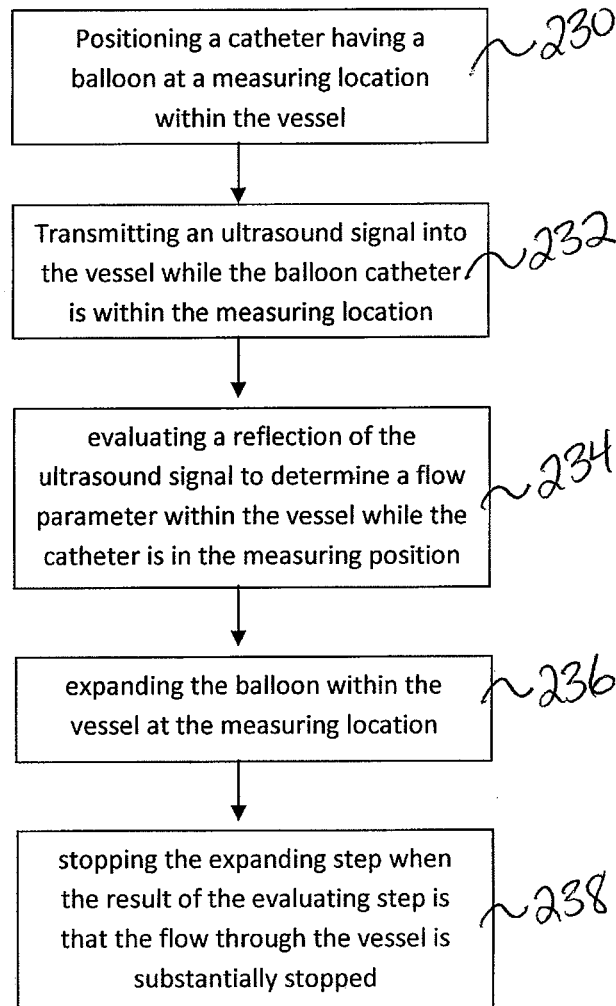 Positioning a catheter having a
balloon at a measuring location
within the vessel
230
Transmitting an ultrasound signal into
the vessel while the balloon catheter
is within the measuring location
232
evaluating a reflection of the
ultrasound signal to determine a flow
parameter within the vessel while the
catheter is in the measuring position
234
expanding the balloon within the
vessel at the measuring location
236
stopping the expanding step when
the result of the evaluating step is
that the flow through the vessel is
substantially stopped
238